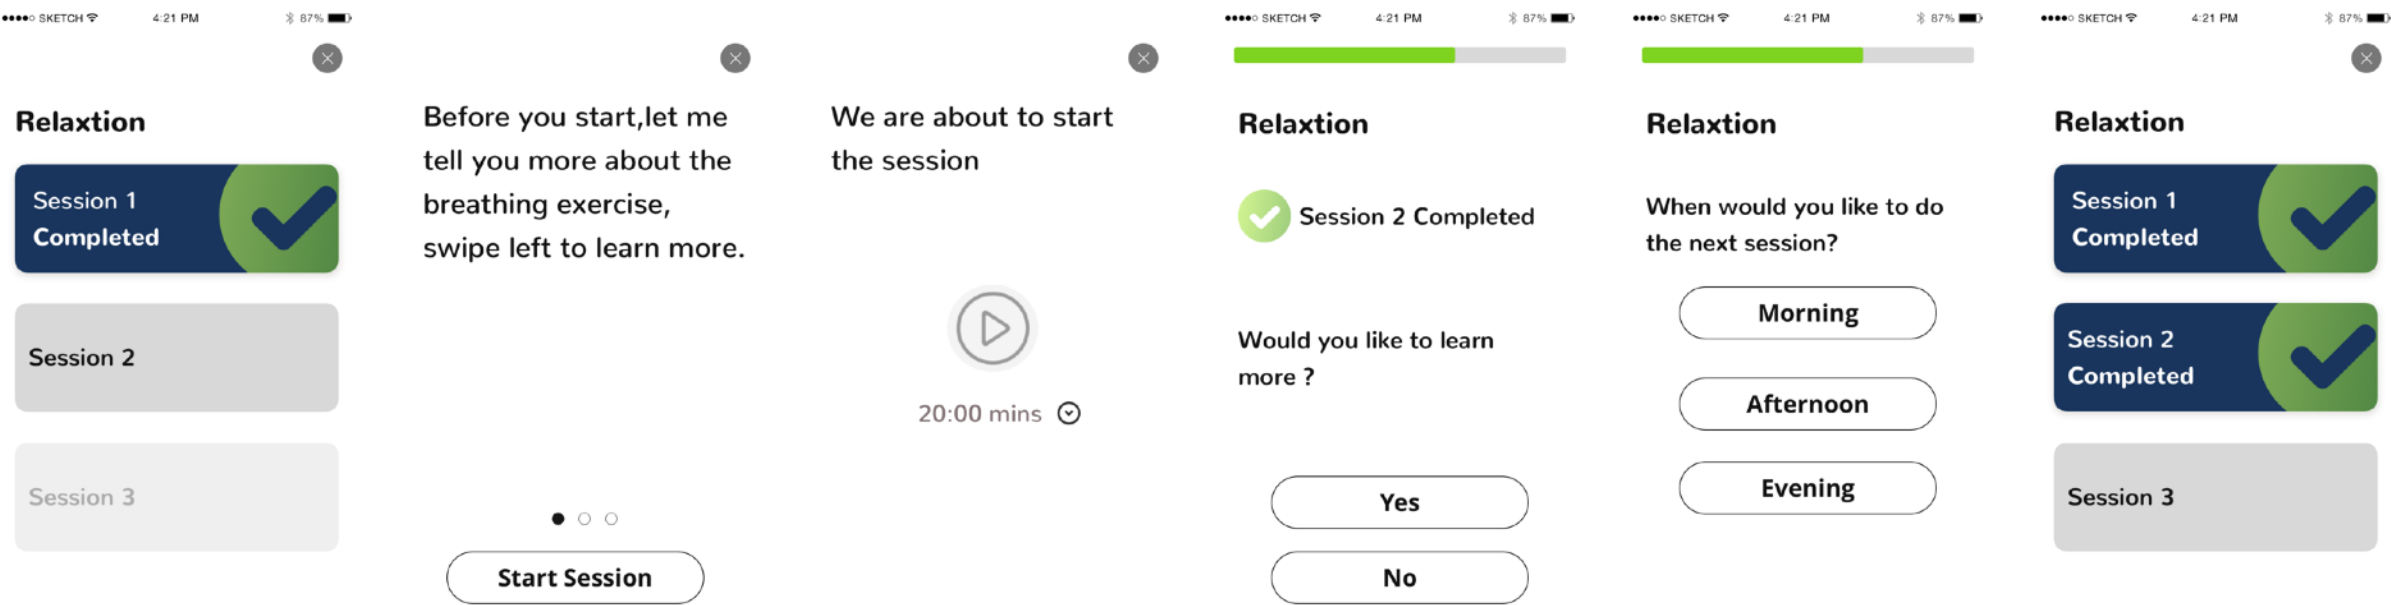 SKETCH 4:21 PM 87%
Relaxtion
Session 1
Completed
Session 2
Session 3
Before you start,let me
tell you more about the
breathing exercise,
swipe left to learn more.
Start Session
We are about to start
the session
20:00 mins
SKETCH 4:21 PM 87%
Relaxtion
Session 2 Completed
Would you like to learn
more ?
Yes
No
SKETCH 4:21 PM 87%
Relaxtion
When would you like to do
the next session?
Morning
Afternoon
Evening
SKETCH 4:21 PM 87%
Relaxtion
Session 1
Completed
Session 2
Completed
Session 3